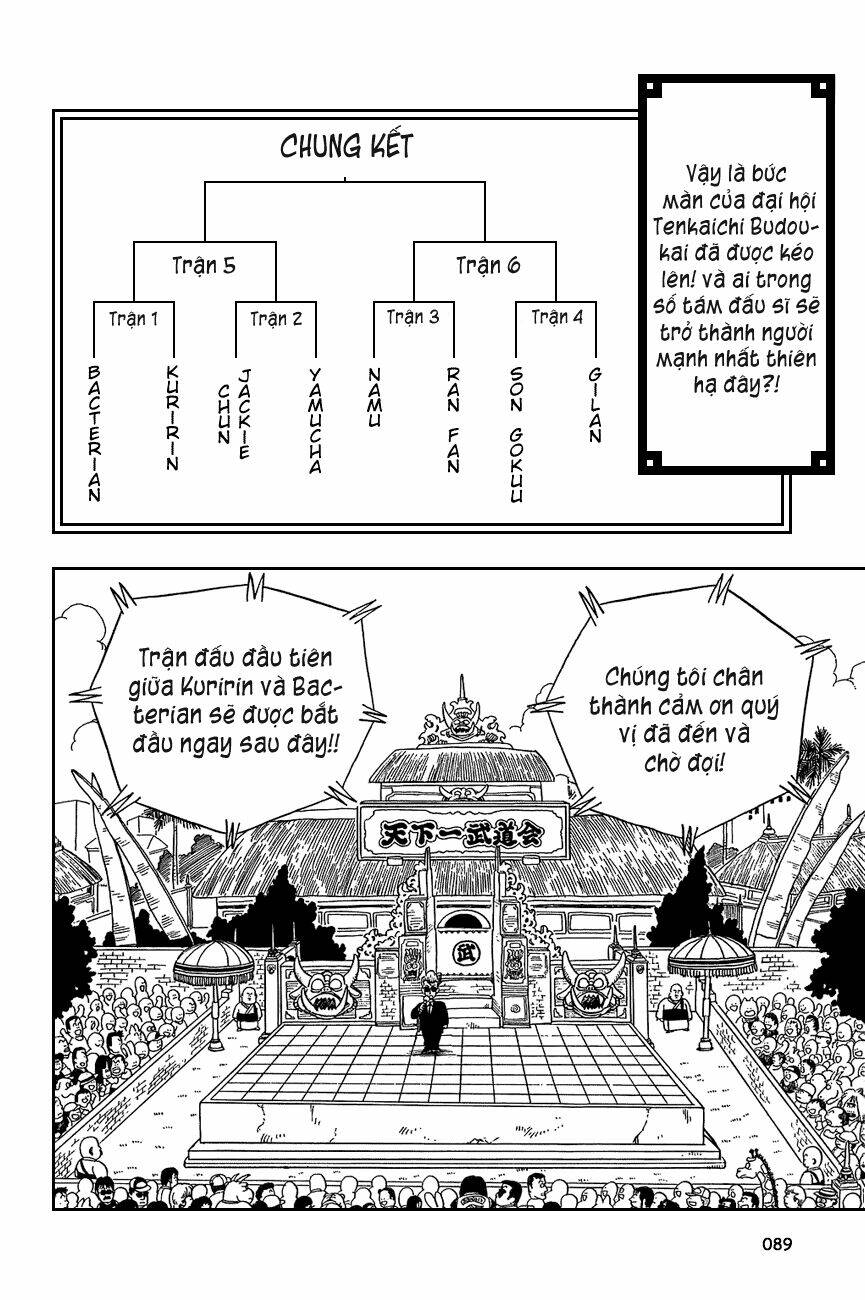 CHUNG KẾT
Trận 5
Trận 6
Trận 1
Trận 2
Trận 3
Trận 4
BACTERIAN
KURIRIN
JACKIE
CHUN
YAMUCHA
NAMU
RAN FAN
SON GOKUU
GILAN
Vậy là bức
màn của đại hội
Tenkaichi Budou-
kai đã được kéo
lên! và ai trong
số tám đấu sĩ sẽ
trở thành người
mạnh nhất thiên
hạ đây?!
Trận đấu đầu tiên
giữa Kuririn và Bac-
terian sẽ được bắt
đầu ngay sau đây!!
Chúng tôi chân
thành cảm ơn quý
vị đã đến và
chờ đợi!
天下一武道会
武
089